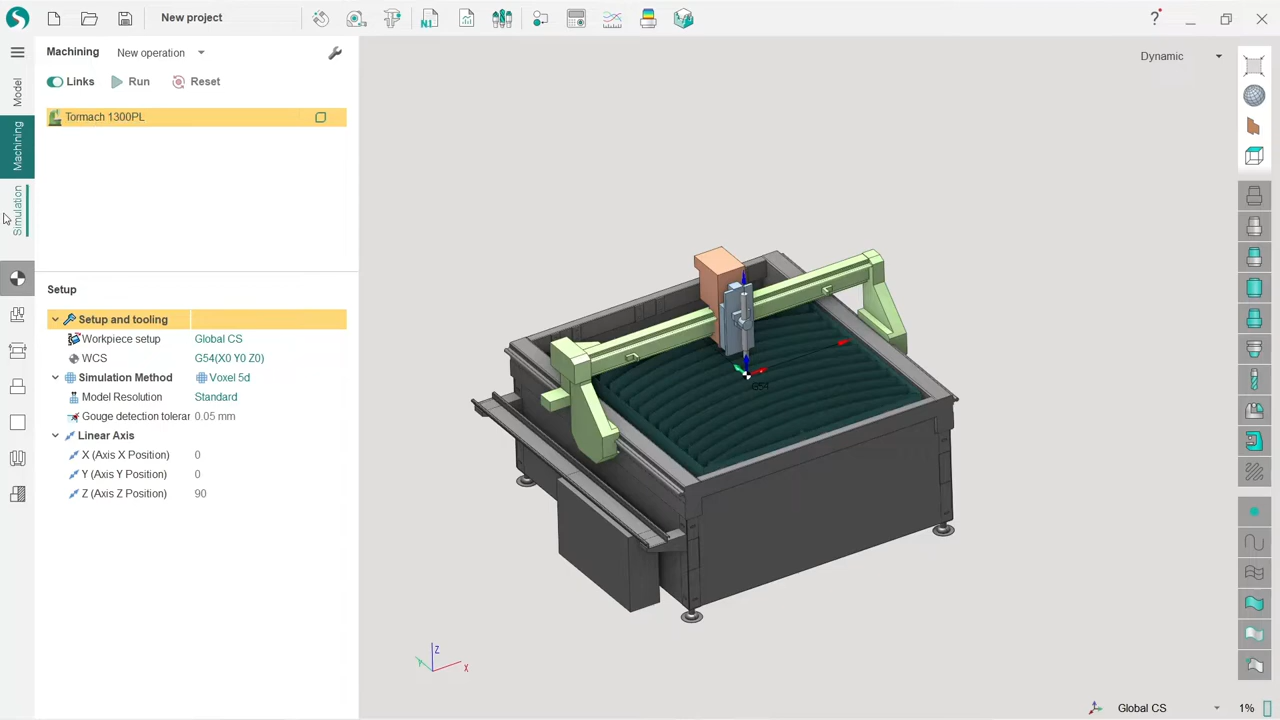 New project
Machining
New operation
Dynamic
Links
Run
Reset
Model
Machining
Simulation
Tormach 1300PL
Setup
Setup and tooling
Workpiece setup
Global CS
WCS
G54(X0 Y0 Z0)
Simulation Method
Voxel 5d
Model Resolution
Standard
Gouge detection toleran
0.05 mm
Linear Axis
X (Axis X Position)
0
Y (Axis Y Position)
0
Z (Axis Z Position)
90
G54
Z
Y
X
Global CS
1%